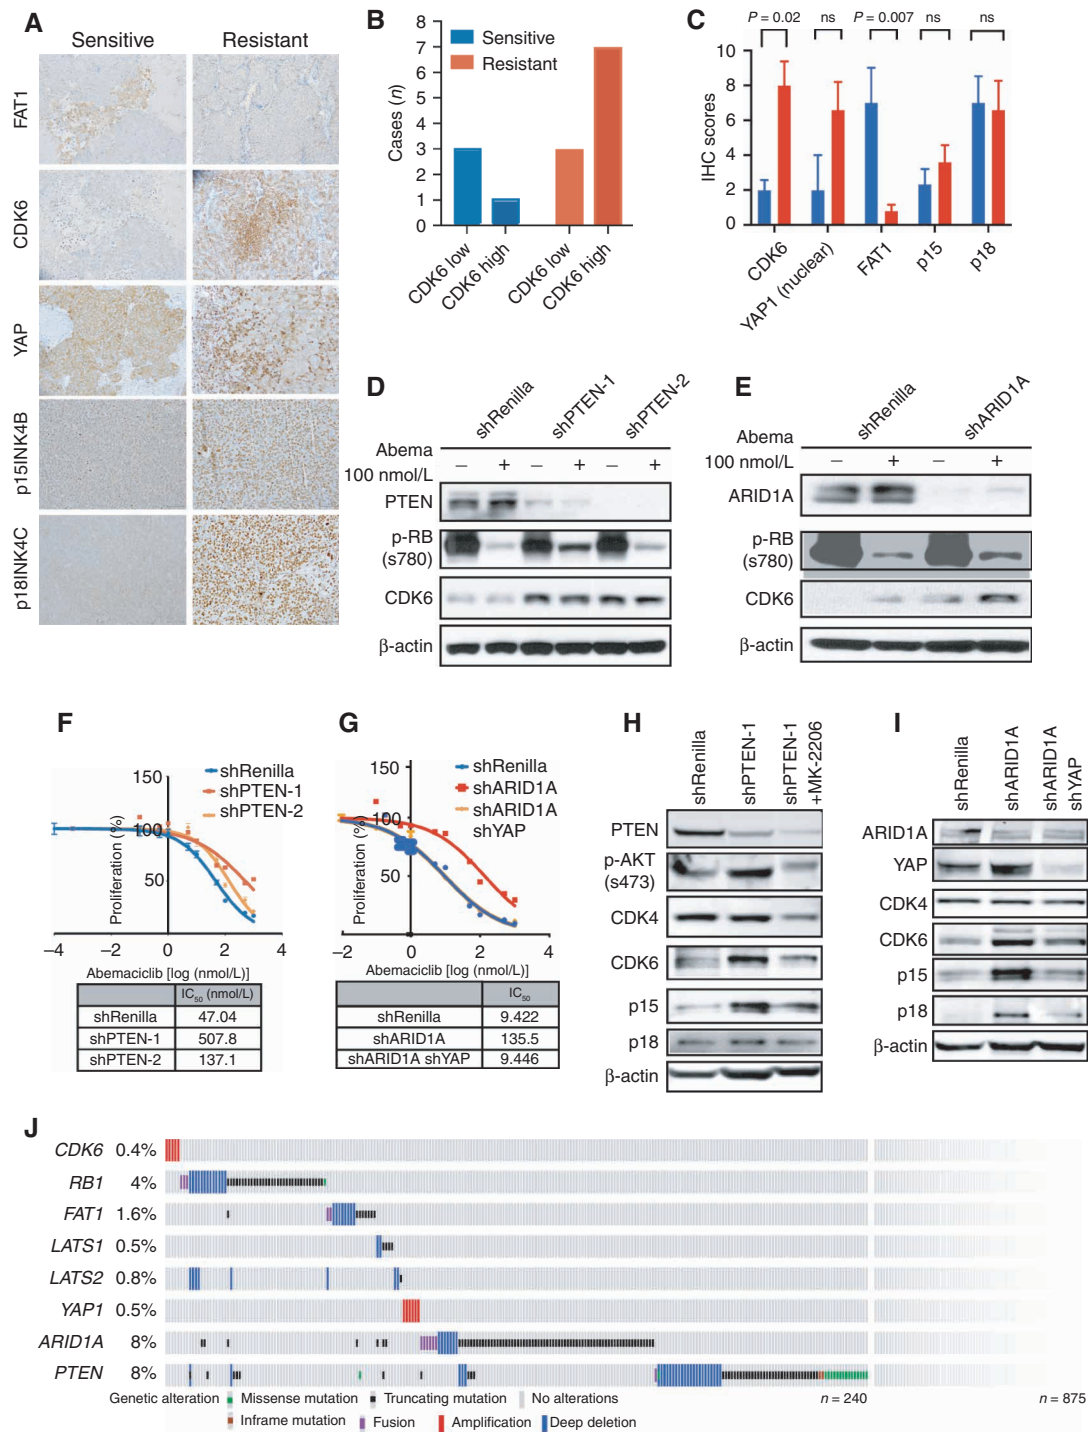 A
Sensitive Resistant
FAT1
CDK6
YAP
p15INK4B
p18INK4C
B
Cases (n)
8
7
6
5
4
3
2
1
0
Sensitive
Resistant
CDK6 low
CDK6 high
CDK6 low
CDK6 high
C
P = 0.02 ns P = 0.007 ns ns
IHC scores
10
8
6
4
2
0
CDK6
YAP1 (nuclear)
FAT1
p15
p18
D
shRenilla shPTEN-1 shPTEN-2
Abema
100 nmol/L – + – + – +
PTEN
p-RB
(s780)
CDK6
β-actin
E
shRenilla shARID1A
Abema
100 nmol/L – + – +
ARID1A
p-RB
(s780)
CDK6
β-actin
F
150
100
50
Proliferation (%)
shRenilla
shPTEN-1
shPTEN-2
–4 –2 0 2 4
Abemaciclib [log (nmol/L)]
IC50 (nmol/L)
shRenilla 47.04
shPTEN-1 507.8
shPTEN-2 137.1
G
150
100
50
Proliferation (%)
shRenilla
shARID1A
shARID1A
shYAP
–2 0 2 4
Abemaciclib [log (nmol/L)]
IC50
shRenilla 9.422
shARID1A 135.5
shARID1A shYAP 9.446
H
shRenilla
shPTEN-1
shPTEN-1
+MK-2206
PTEN
p-AKT
(s473)
CDK4
CDK6
p15
p18
β-actin
I
shRenilla
shARID1A
shARID1A
shYAP
ARID1A
YAP
CDK4
CDK6
p15
p18
β-actin
J
CDK6 0.4%
RB1 4%
FAT1 1.6%
LATS1 0.5%
LATS2 0.8%
YAP1 0.5%
ARID1A 8%
PTEN 8%
Genetic alteration Missense mutation Truncating mutation No alterations n = 240 n = 875
Inframe mutation Fusion Amplification Deep deletion